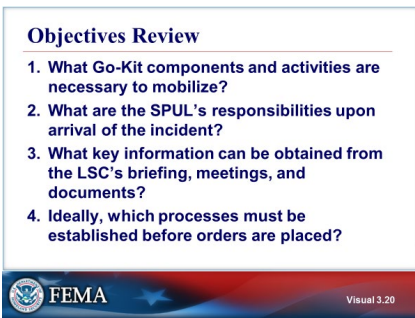 Objectives Review
1. What Go-Kit components and activities are
necessary to mobilize?
2. What are the SPUL's responsibilities upon
arrival of the incident?
3. What key information can be obtained from
the LSC's briefing, meetings, and
documents?
4. Ideally, which processes must be
established before orders are placed?
FEMA
Visual 3.20